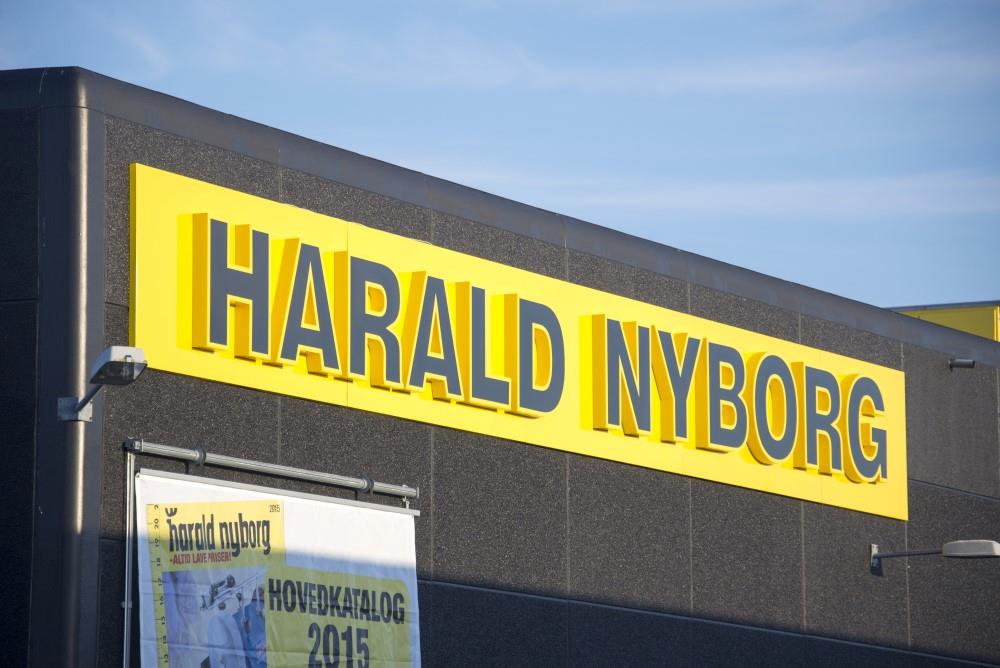 HARALD NYBORG
harald nyborg
2015
- ALTID LAVE PRISER!
HOVEDKATALOG
2015